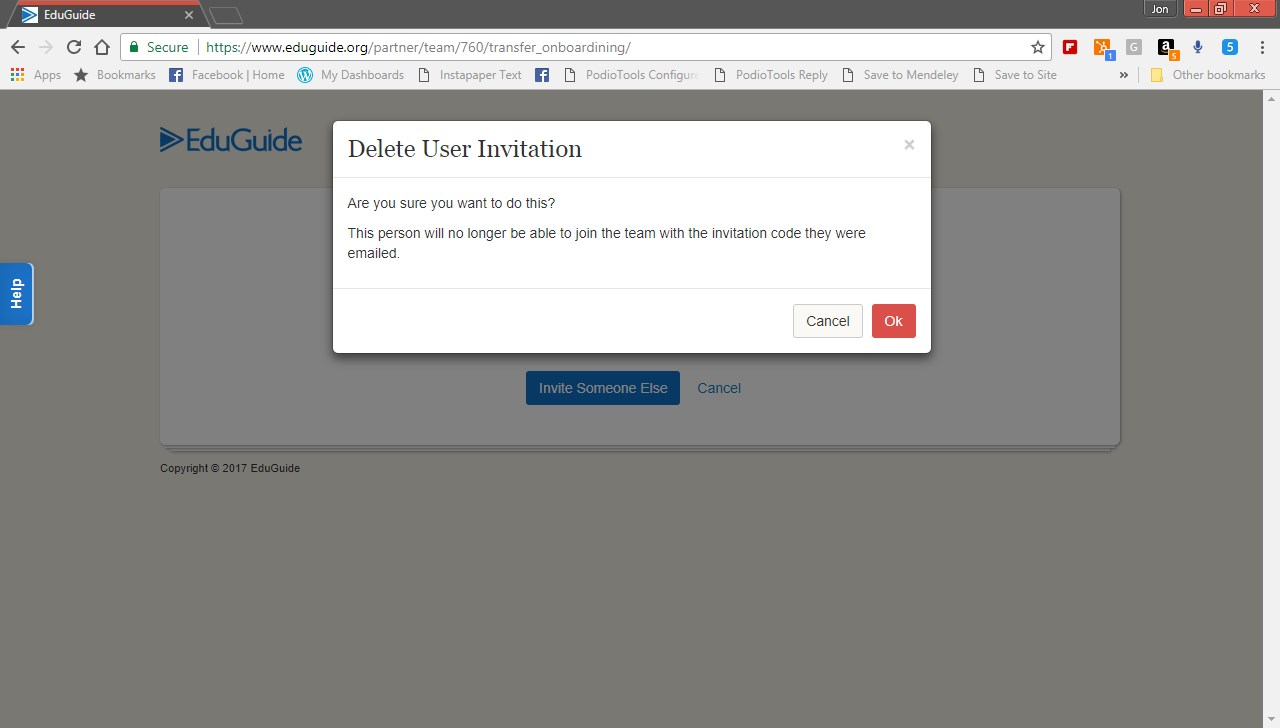 EduGuide
Jon
Secure
https://www.eduguide.org/partner/team/760/transfer_onboardining/
1
G
a
5
5
Apps
Bookmarks
Facebook | Home
My Dashboards
Instapaper Text
PodioTools Configur
PodioTools Reply
Save to Mendeley
Save to Site
»
Other bookmarks
EduGuide
Delete User Invitation
×
Are you sure you want to do this?
This person will no longer be able to join the team with the invitation code they were
emailed.
Help
Cancel
Ok
Invite Someone Else
Cancel
Copyright © 2017 EduGuide